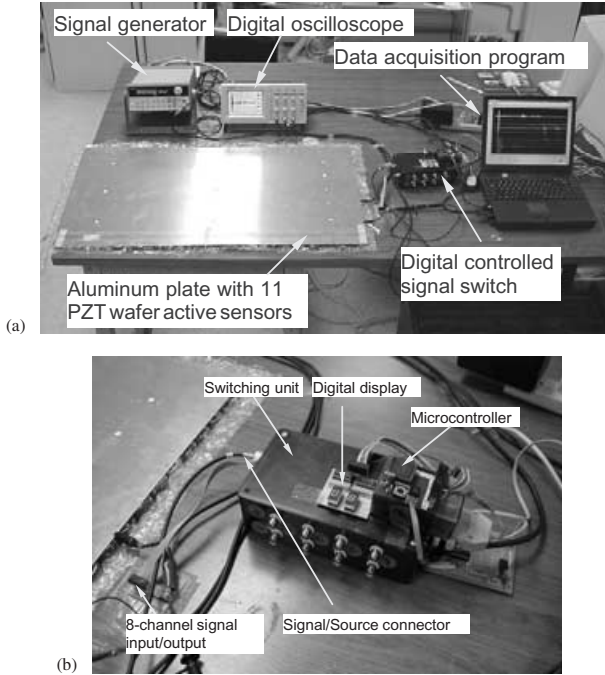 Signal generator
Digital oscilloscope
Data acquisition program
Digital controlled
signal switch
Aluminum plate with 11
PZT wafer active sensors
(a)
Switching unit
Digital display
Microcontroller
8-channel signal
input/output
Signal/Source connector
(b)